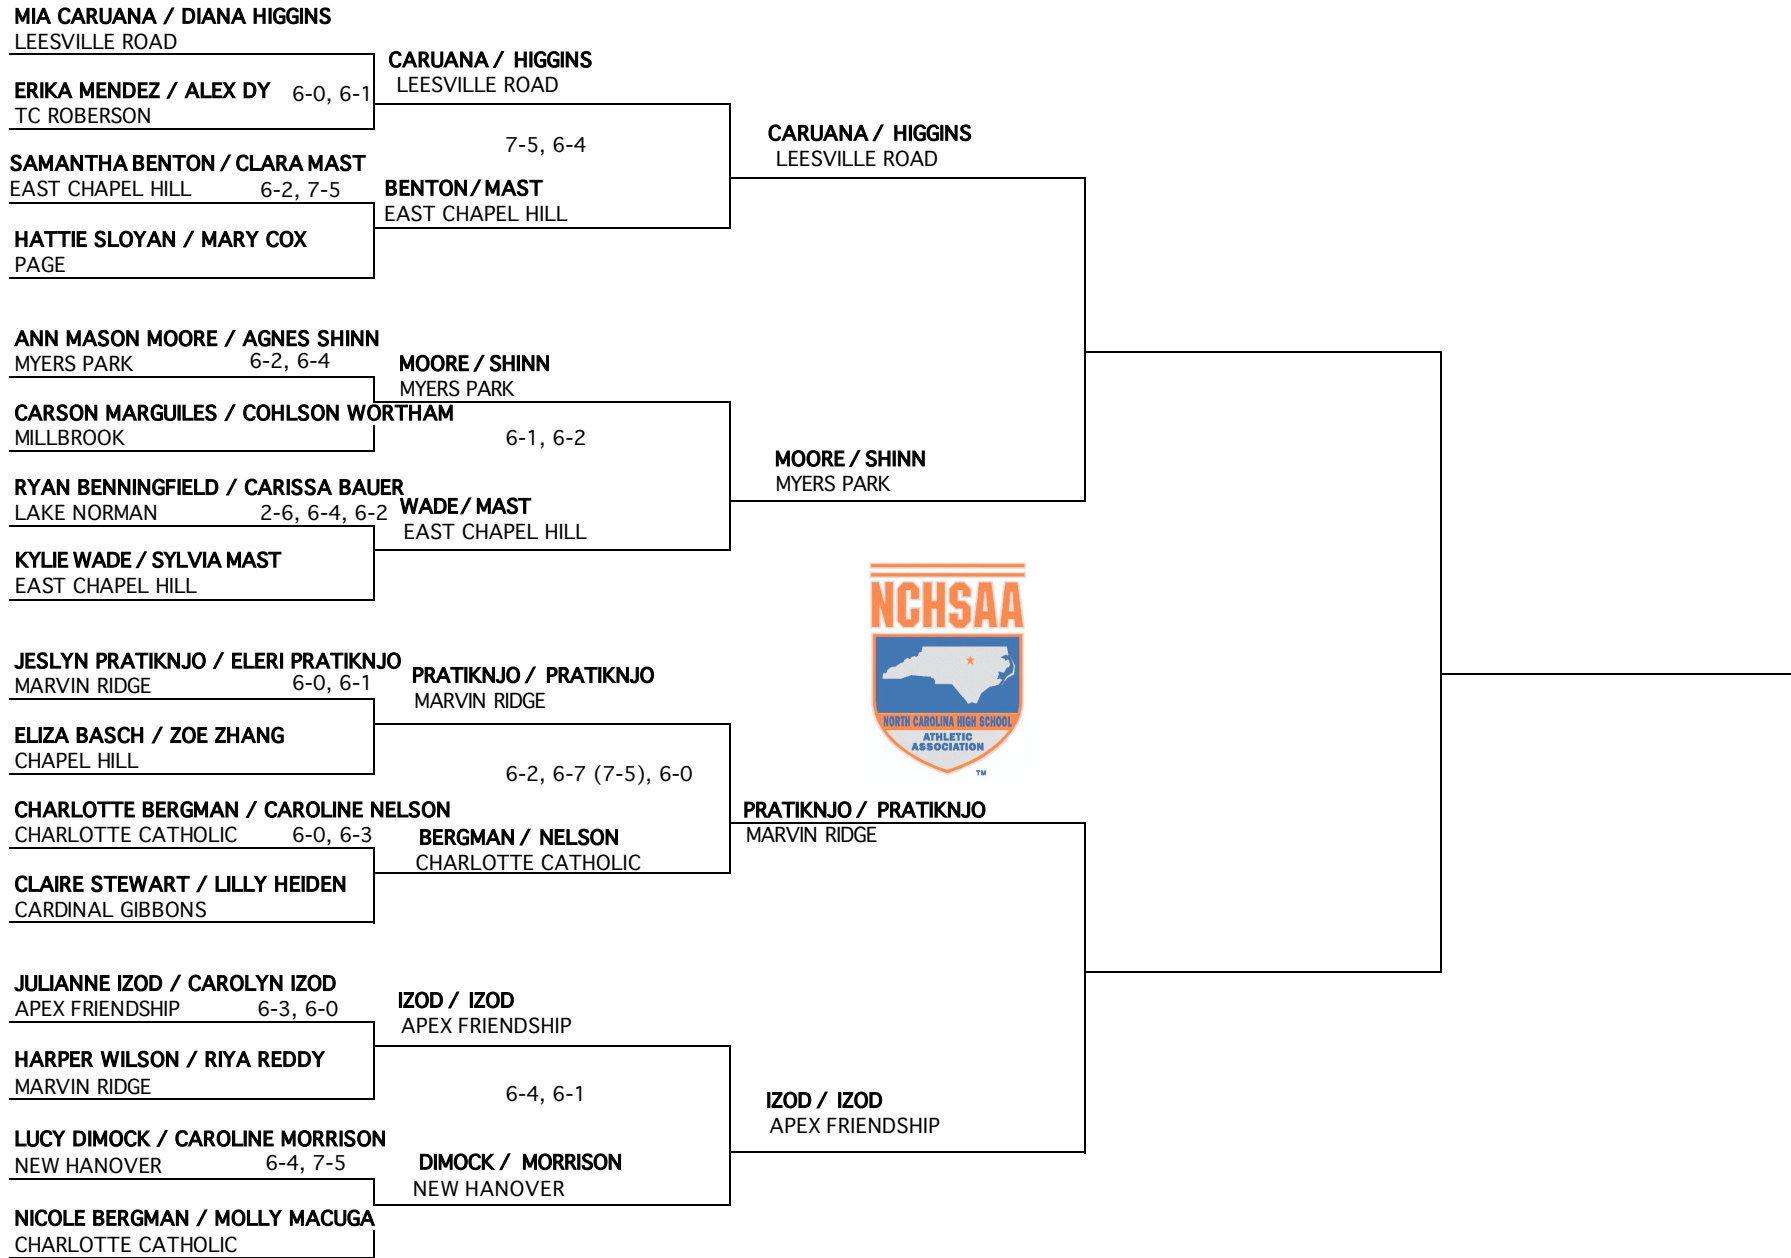 MIA CARUANA / DIANA HIGGINS
LEESVILLE ROAD
ERIKA MENDEZ / ALEX DY 6-0, 6-1
TC ROBERSON
SAMANTHA BENTON / CLARA MAST
EAST CHAPEL HILL 6-2, 7-5
HATTIE SLOYAN / MARY COX
PAGE
ANN MASON MOORE / AGNES SHINN
MYERS PARK 6-2, 6-4
CARSON MARGUILES / COHLSON WORTHAM
MILLBROOK
RYAN BENNINGFIELD / CARISSA BAUER
LAKE NORMAN 2-6, 6-4, 6-2
KYLIE WADE / SYLVIA MAST
EAST CHAPEL HILL
JESLYN PRATIKNJO / ELERI PRATIKNJO
MARVIN RIDGE 6-0, 6-1
ELIZA BASCH / ZOE ZHANG
CHAPEL HILL
CHARLOTTE BERGMAN / CAROLINE NELSON
CHARLOTTE CATHOLIC 6-0, 6-3
CLAIRE STEWART / LILLY HEIDEN
CARDINAL GIBBONS
JULIANNE IZOD / CAROLYN IZOD
APEX FRIENDSHIP 6-3, 6-0
HARPER WILSON / RIYA REDDY
MARVIN RIDGE
LUCY DIMOCK / CAROLINE MORRISON
NEW HANOVER 6-4, 7-5
NICOLE BERGMAN / MOLLY MACUGA
CHARLOTTE CATHOLIC
CARUANA / HIGGINS
LEESVILLE ROAD
7-5, 6-4
BENTON/ MAST
EAST CHAPEL HILL
MOORE / SHINN
MYERS PARK
6-1, 6-2
WADE/ MAST
EAST CHAPEL HILL
PRATIKNJO / PRATIKNJO
MARVIN RIDGE
6-2, 6-7 (7-5), 6-0
BERGMAN / NELSON
CHARLOTTE CATHOLIC
IZOD / IZOD
APEX FRIENDSHIP
6-4, 6-1
DIMOCK / MORRISON
NEW HANOVER
CARUANA / HIGGINS
LEESVILLE ROAD
MOORE / SHINN
MYERS PARK
NCHSAA
NORTH CAROLINA HIGH SCHOOL
ATHLETIC
ASSOCIATION
TM
PRATIKNJO / PRATIKNJO
MARVIN RIDGE
IZOD / IZOD
APEX FRIENDSHIP